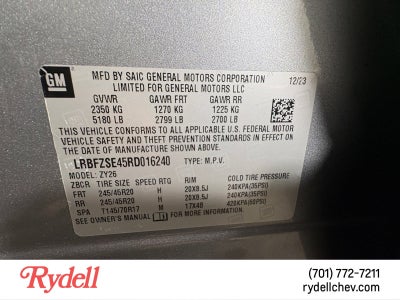 GM
MFD BY SAIC GENERAL MOTORS CORPORATION
LIMITED FOR GENERAL MOTORS LLC
12/23
GVWR GAWR FRT GAWR RR
2350 KG 1270 KG 1225 KG
5180 LB 2799 LB 2700 LB
THIS VEHICLE CONFORMS TO ALL APPLICABLE U.S. FEDERAL MOTOR
VEHICLE SAFETY AND THEFT PREVENTION STANDARDS IN EFFECT ON
THE DATE OF MANUFACTURE SHOWN ABOVE.
LRBFZSE45RD016240 TYPE: M.P.V.
MODEL: ZY26
ZBCR TIRE SIZE SPEED RTG RIM COLD TIRE PRESSURE
FRT 245/45R20 20X8.5J 240KPA(35PSI)
RR 245/45R20 20X8.5J 240KPA(35PSI)
SPA T145/70R17 M 17X4B 420KPA(60PSI)
SEE OWNER'S MANUAL FOR MORE INFORMATION.
Rydell
(701) 772-7211
rydellchev.com